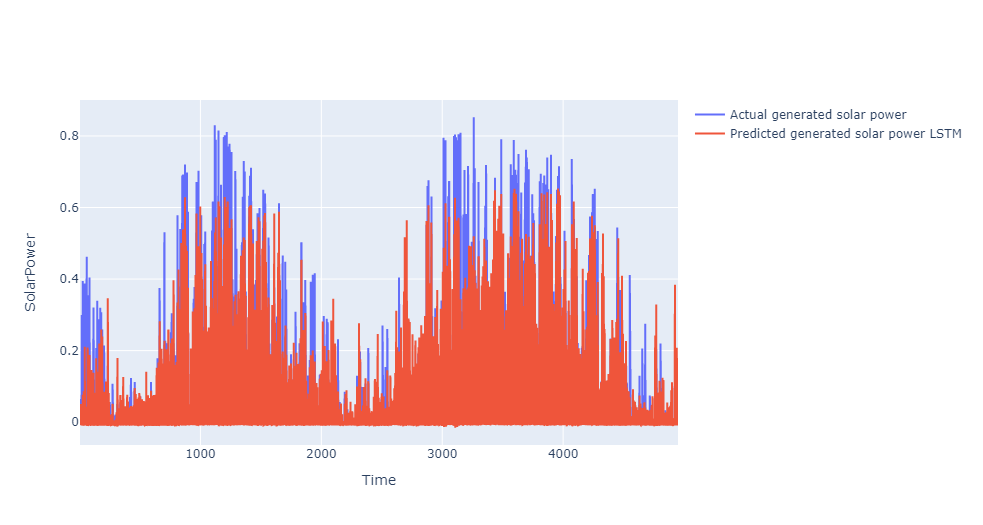 Actual generated solar power
Predicted generated solar power LSTM
0.8
0.6
0.4
0.2
0
SolarPower
1000
2000
3000
4000
Time